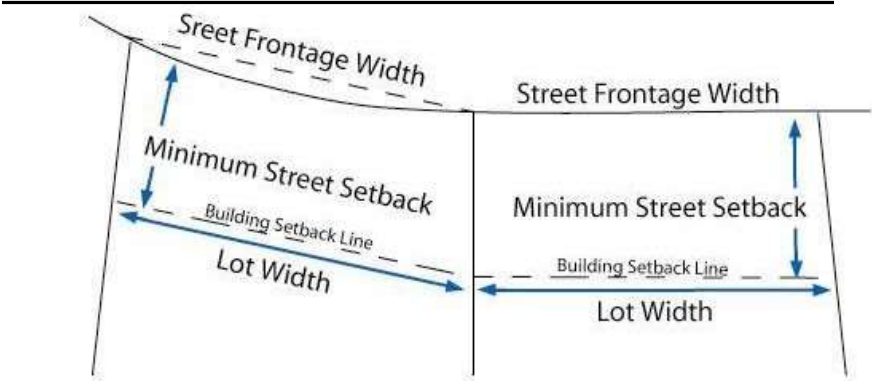 Sreet Frontage Width
Street Frontage Width
Minimum Street Setback
Minimum Street Setback
Building Setback Line
Building Setback Line
Lot Width
Lot Width